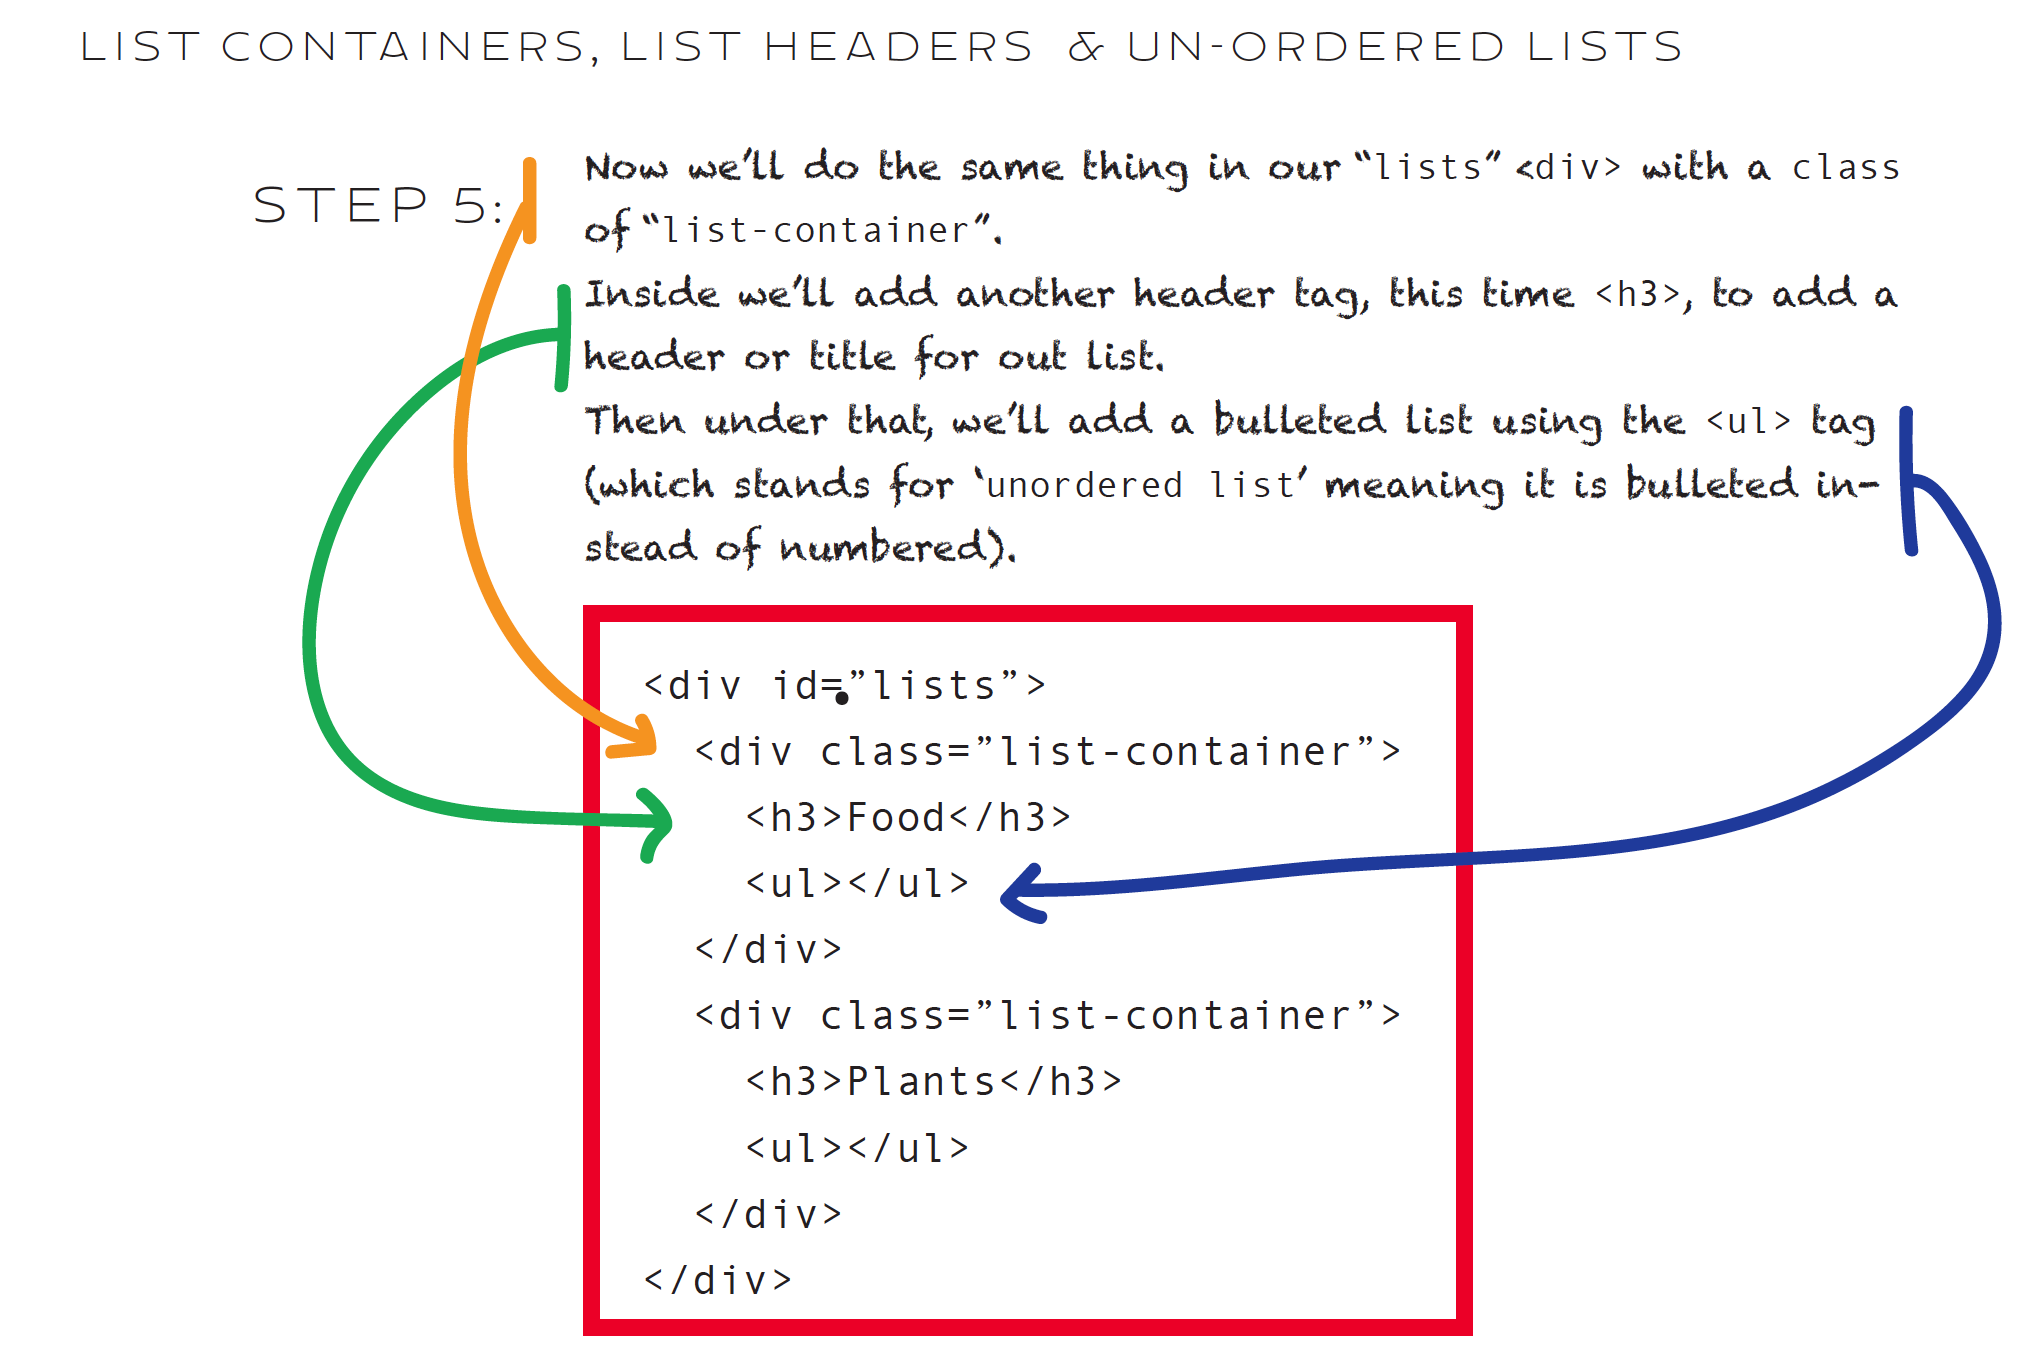 LIST CONTAINERS, LIST HEADERS & UN-ORDERED LISTS
STEP 5:
Now we’ll do the same thing in our “lists” <div> with a class
of “list-container”.
Inside we’ll add another header tag, this time <h3>, to add a
header or title for out list.
Then under that, we’ll add a bulleted list using the <ul> tag
(which stands for ‘unordered list’ meaning it is bulleted in-
stead of numbered).
<div id=”lists”>
<div class=”list-container”>
<h3>Food</h3>
<ul></ul>
</div>
<div class=”list-container”>
<h3>Plants</h3>
<ul></ul>
</div>
</div>